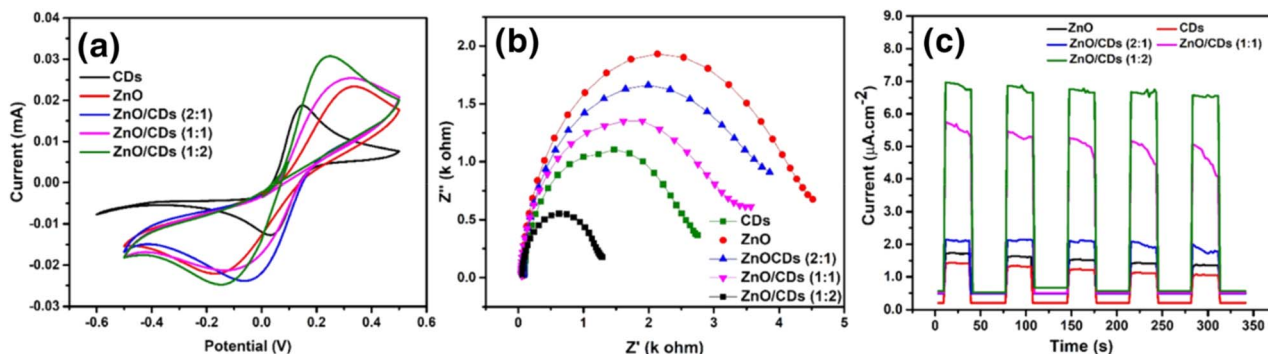 (a)
CDs
ZnO
ZnO/CDs (2:1)
ZnO/CDs (1:1)
ZnO/CDs (1:2)
0.04
0.03
0.02
0.01
0.00
-0.01
-0.02
-0.03
Current (mA)
-0.6 -0.4 -0.2 0.0 0.2 0.4 0.6
Potential (V)
(b)
2.0
1.5
1.0
0.5
0.0
Z'' (k ohm)
CDs
ZnO
ZnOCDs (2:1)
ZnO/CDs (1:1)
ZnO/CDs (1:2)
0 1 2 3 4 5
Z' (k ohm)
(c)
ZnO CDs
ZnO/CDs (2:1) ZnO/CDs (1:1)
ZnO/CDs (1:2)
9.0
8.0
7.0
6.0
5.0
4.0
3.0
2.0
1.0
0.0
Current (μA.cm-2)
0 50 100 150 200 250 300 350
Time (s)